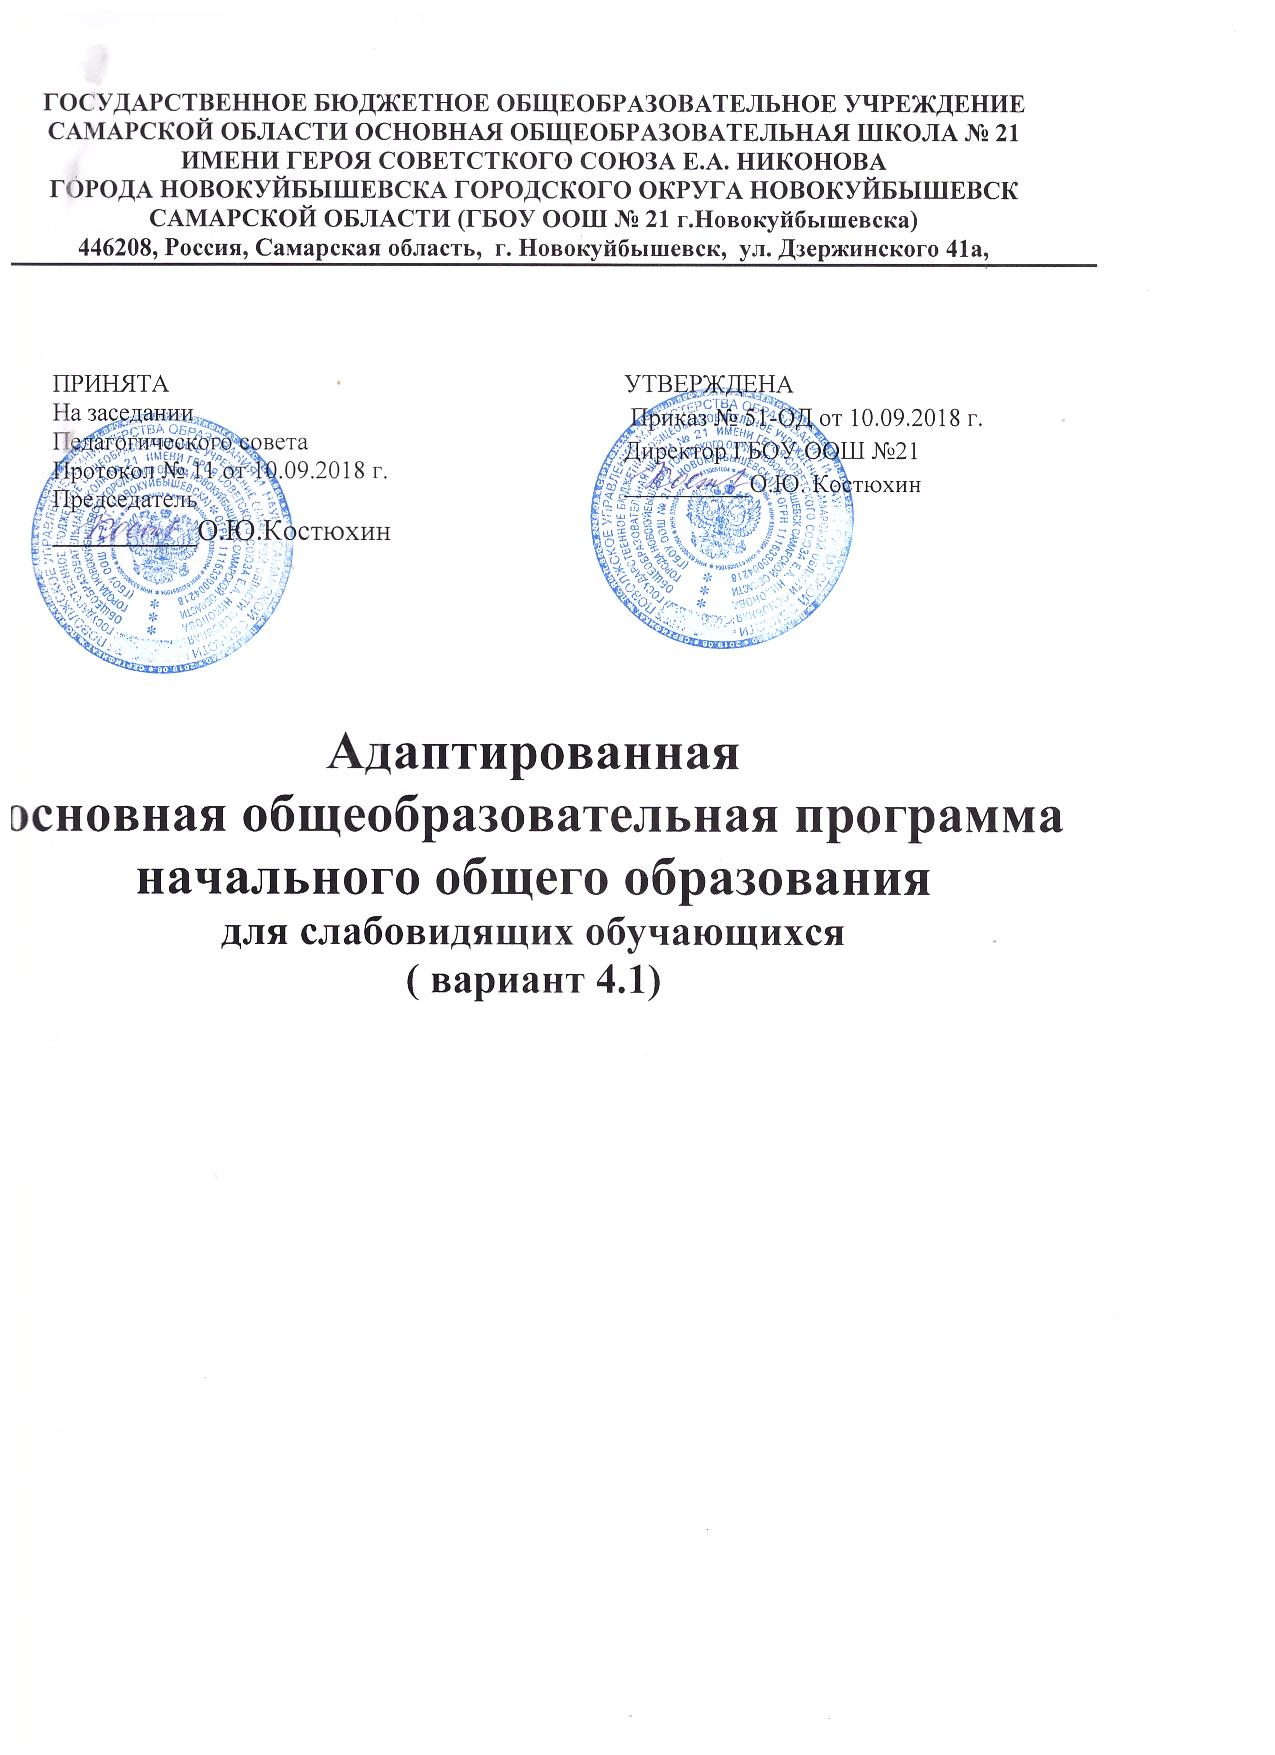 ГОСУДАРСТВЕННОЕ БЮДЖЕТНОЕ ОБЩЕОБРАЗОВАТЕЛЬНОЕ УЧРЕЖДЕНИЕ
САМАРСКОЙ ОБЛАСТИ ОСНОВНАЯ ОБЩЕОБРАЗОВАТЕЛЬНАЯ ШКОЛА № 21
ИМЕНИ ГЕРОЯ СОВЕТСТКОГО СОЮЗА Е.А. НИКОНОВА
ГОРОДА НОВОКУЙБЫШЕВСКА ГОРОДСКОГО ОКРУГА НОВОКУЙБЫШЕВСК
САМАРСКОЙ ОБЛАСТИ (ГБОУ ООШ № 21 г.Новокуйбышевска)
446208, Россия, Самарская область, г. Новокуйбышевск, ул. Дзержинского 41а,
ПРИНЯТА
На заседании
Педагогического совета
Протокол № 11 от 10.09.2018 г.
Председатель
О.Ю.Костюхин
УТВЕРЖДЕНА
Приказ № 51-ОД от 10.09.2018 г.
Директор ГБОУ ООШ №21
О.Ю. Костюхин
Адаптированная
основная общеобразовательная программа
начального общего образования
для слабовидящих обучающихся
( вариант 4.1)